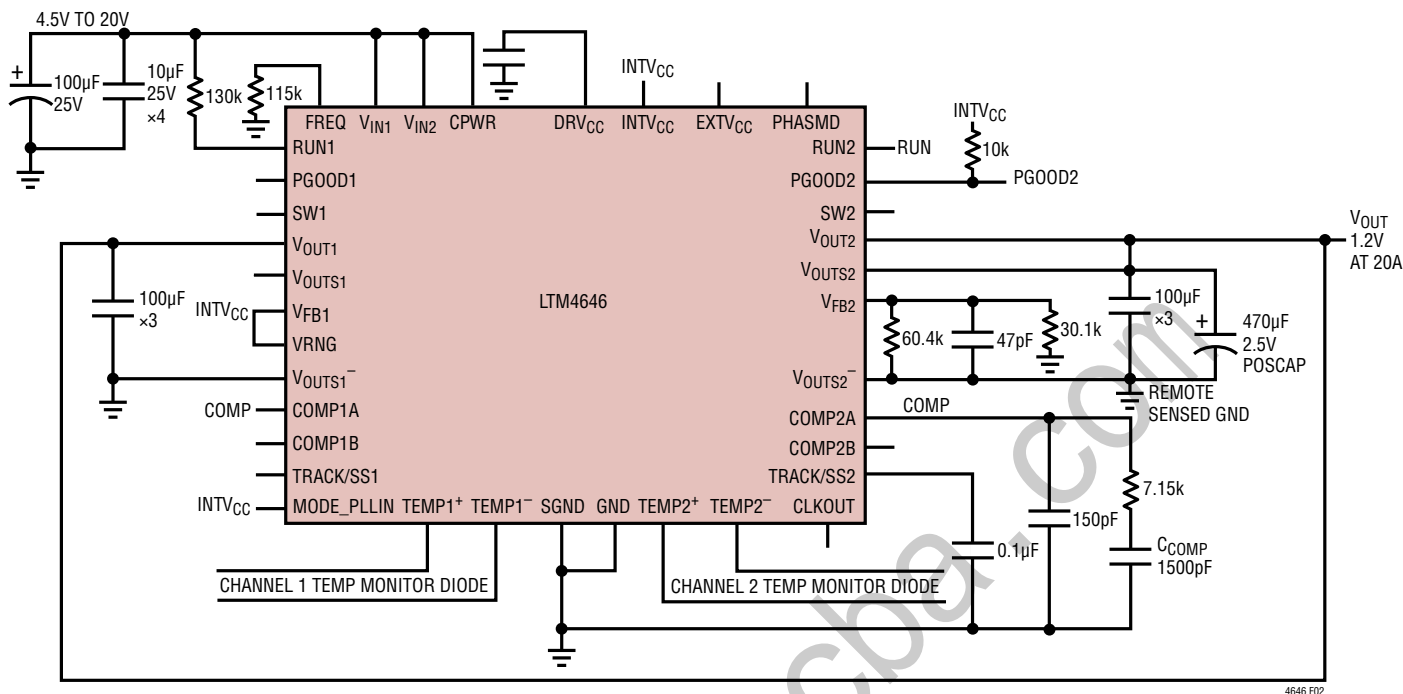 4.5V TO 20V
100µF
25V
10µF
25V
×4
130k
115k
INTVCC
INTVCC
10k
FREQ VIN1 VIN2 CPWR DRVCC INTVCC EXTVCC PHASMD
RUN1
PGOOD1
SW1
VOUT1
VOUTS1
VFB1
VRNG
VOUTS1–
COMP1A
COMP1B
TRACK/SS1
MODE_PLLIN TEMP1+ TEMP1– SGND GND TEMP2+ TEMP2– CLKOUT
LTM4646
RUN2
PGOOD2
SW2
VOUT2
VOUTS2
VFB2
VOUTS2–
COMP2A
COMP2B
TRACK/SS2
RUN
PGOOD2
VOUT
1.2V
AT 20A
100µF
×3
INTVCC
COMP
INTVCC
60.4k
47pF
30.1k
100µF
×3
470µF
2.5V
POSCAP
REMOTE
SENSED GND
COMP
7.15k
150pF
CCOMP
1500pF
0.1µF
CHANNEL 1 TEMP MONITOR DIODE
CHANNEL 2 TEMP MONITOR DIODE
4646 F02
cba.com